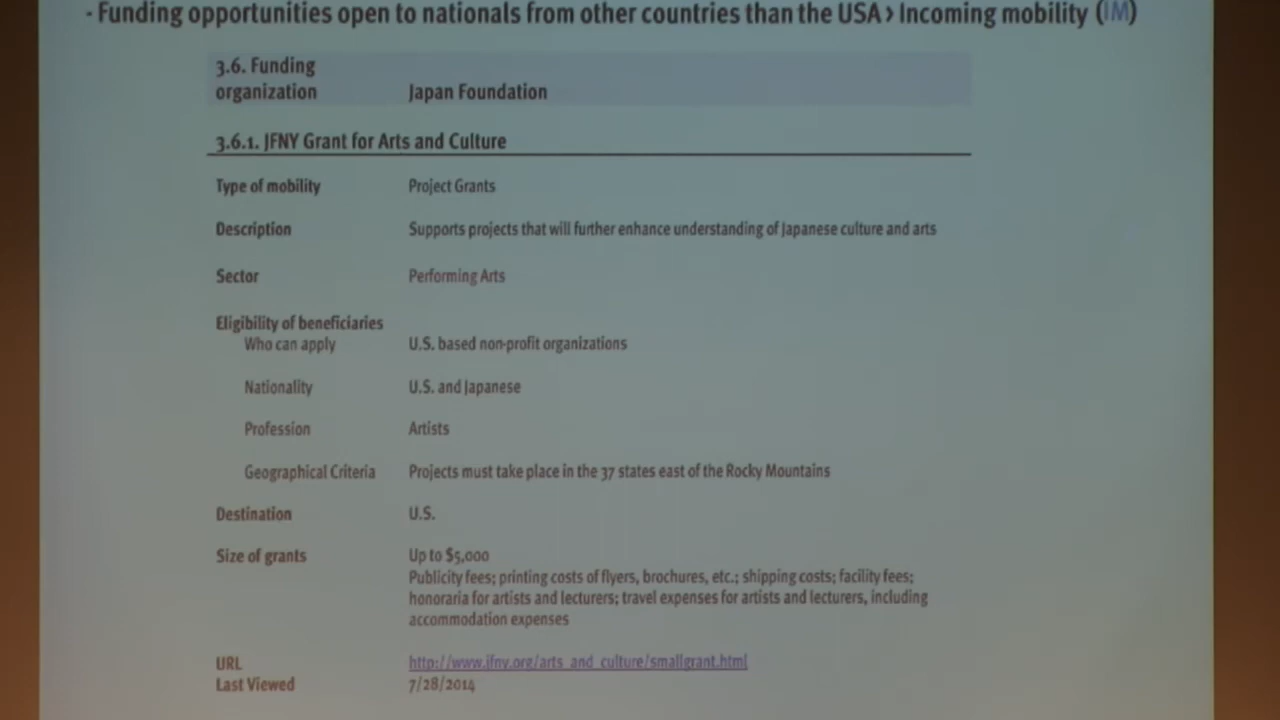 - Funding opportunities open to nationals from other countries than the USA > Incoming mobility (IM)
3.6. Funding
organization Japan Foundation
3.6.1. JFNY Grant for Arts and Culture
Type of mobility Project Grants
Description Supports projects that will further enhance understanding of Japanese culture and arts
Sector Performing Arts
Eligibility of beneficiaries
Who can apply U.S. based non-profit organizations
Nationality U.S. and Japanese
Profession Artists
Geographical Criteria Projects must take place in the 37 states east of the Rocky Mountains
Destination U.S.
Size of grants Up to $5,000
Publicity fees; printing costs of flyers, brochures, etc.; shipping costs; facility fees;
honoraria for artists and lecturers; travel expenses for artists and lecturers, including
accommodation expenses
URL http://www.jfny.org/arts_and_culture/smallgrant.html
Last Viewed 7/28/2014